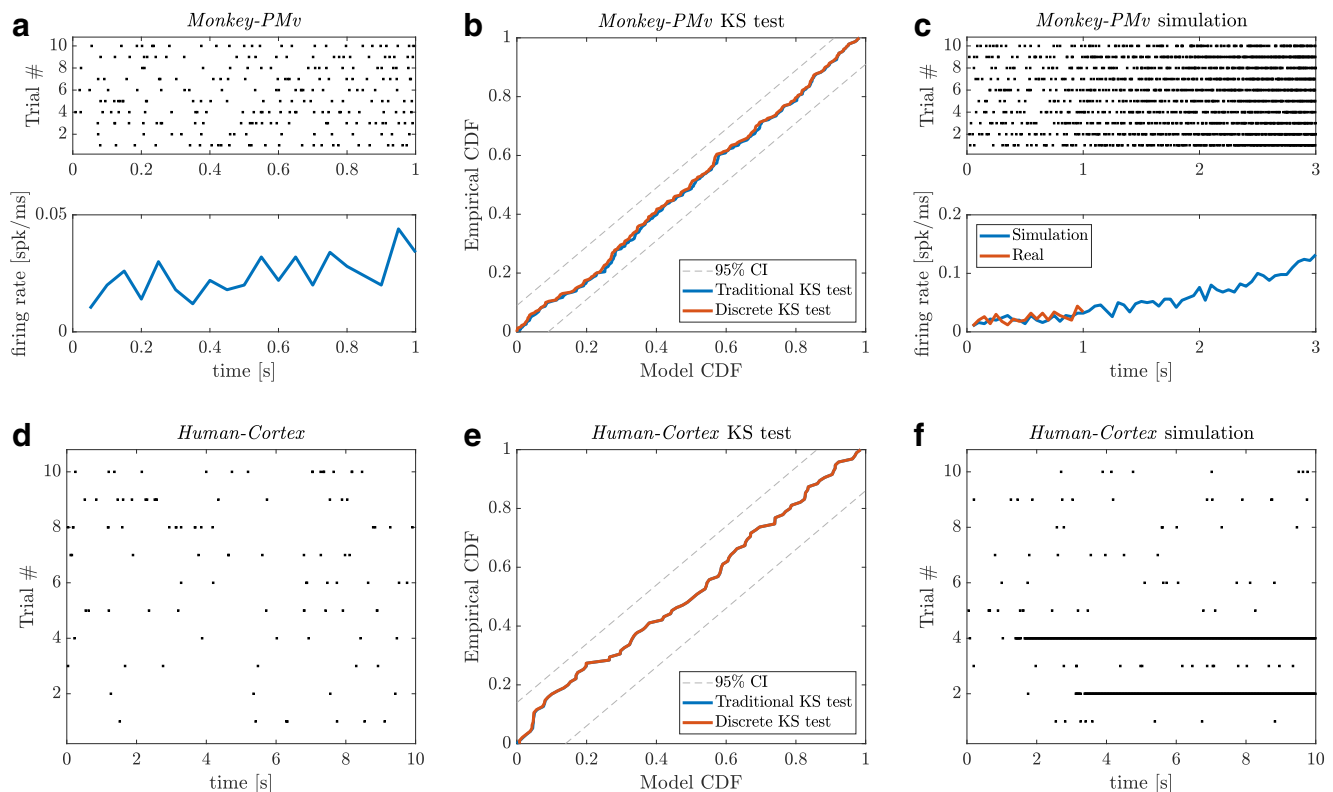 a
Monkey-PMv
Trial #
10
8
6
4
2
0 0.2 0.4 0.6 0.8 1
firing rate [spk/ms]
0.05
0
0 0.2 0.4 0.6 0.8 1
time [s]
b
Monkey-PMv KS test
Empirical CDF
1
0.8
0.6
0.4
0.2
0
0 0.2 0.4 0.6 0.8 1
Model CDF
95% CI
Traditional KS test
Discrete KS test
c
Monkey-PMv simulation
Trial #
10
8
6
4
2
0 1 2 3
firing rate [spk/ms]
0.2
0.1
0
Simulation
Real
0 1 2 3
time [s]
d
Human-Cortex
Trial #
10
8
6
4
2
0 2 4 6 8 10
time [s]
e
Human-Cortex KS test
Empirical CDF
1
0.8
0.6
0.4
0.2
0
0 0.2 0.4 0.6 0.8 1
Model CDF
95% CI
Traditional KS test
Discrete KS test
f
Human-Cortex simulation
Trial #
10
8
6
4
2
0 2 4 6 8 10
time [s]